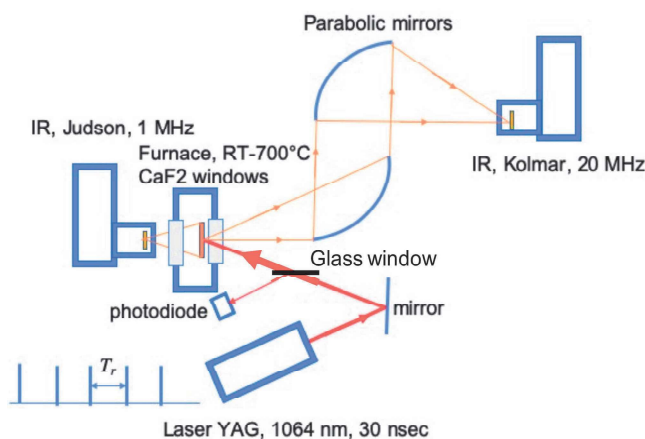 Parabolic mirrors
IR, Judson, 1 MHz
Furnace, RT-700°C
CaF2 windows
IR, Kolmar, 20 MHz
Glass window
photodiode
mirror
T_r
Laser YAG, 1064 nm, 30 nsec